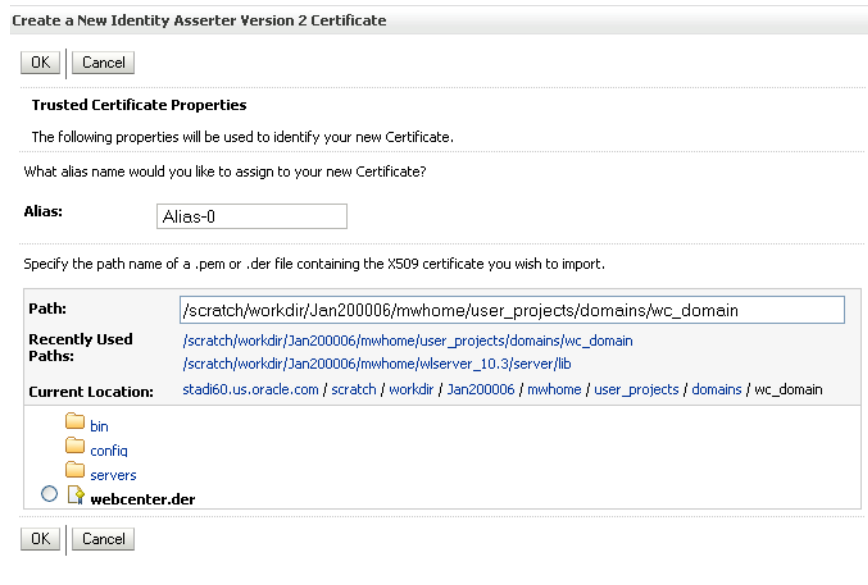 Create a New Identity Asserter Version 2 Certificate
OK Cancel
Trusted Certificate Properties
The following properties will be used to identify your new Certificate.
What alias name would you like to assign to your new Certificate?
Alias: Alias-0
Specify the path name of a .pem or .der file containing the X509 certificate you wish to import.
Path: /scratch/workdir/Jan200006/mwhome/user_projects/domains/wc_domain
Recently Used Paths: /scratch/workdir/Jan200006/mwhome/user_projects/domains/wc_domain
/scratch/workdir/Jan200006/mwhome/wlserver_10.3/server/lib
Current Location: stadi60.us.oracle.com / scratch / workdir / Jan200006 / mwhome / user_projects / domains / wc_domain
bin
config
servers
webcenter.der
OK Cancel